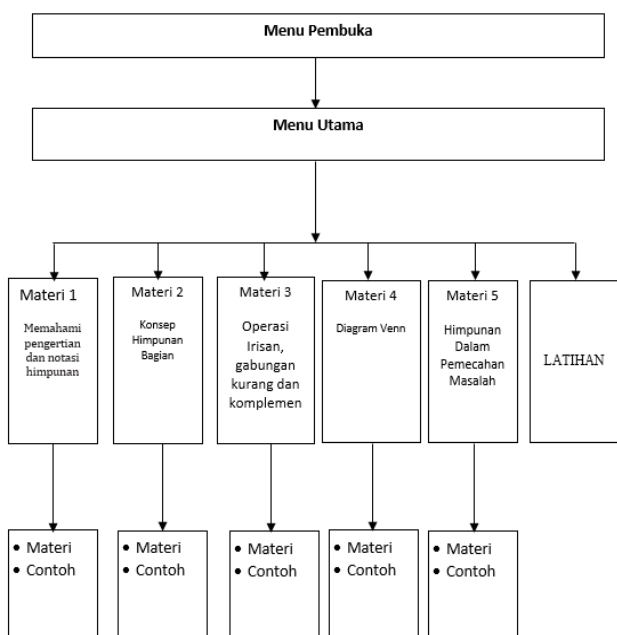 Menu Pembuka
Menu Utama
Materi 1
Memahami
pengertian
dan notasi
himpunan
Materi 2
Konsep
Himpunan
Bagian
Materi 3
Operasi
Irisan,
gabungan
kurang dan
komplemen
Materi 4
Diagram Venn
Materi 5
Himpunan
Dalam
Pemecahan
Masalah
LATIHAN
• Materi
• Contoh
• Materi
• Contoh
• Materi
• Contoh
• Materi
• Contoh
• Materi
• Contoh